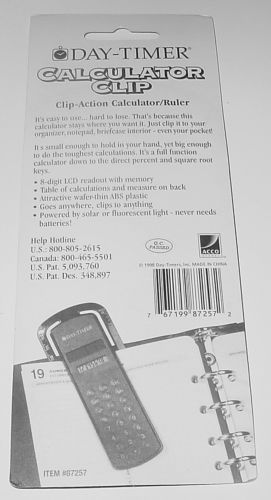 DAY-TIMER®
CALCULATOR
CLIP
Clip-Action Calculator/Ruler
It's easy to use... hard to lose. That's because this
calculator stays where you want it. Just clip it to your
organizer, notepad, briefcase interior - even your pocket!
It's small enough to hold in your hand, yet big enough
to do the toughest calculations. It's a full function
calculator down to the direct percent and square root
keys.
• 8-digit LCD readout with memory
• Table of calculations and measure on back
• Attractive wafer-thin ABS plastic
• Goes anywhere, clips to anything
• Powered by solar or fluorescent light - never needs
batteries!
Help Hotline
U.S.: 800-805-2615
Canada: 800-465-5501
U.S. Pat. 5,093,760
U.S. Pat. Des. 348,897
Q.C.
PASSED
ACCO
© 1998 Day-Timers, Inc. MADE IN CHINA
7 67199 87257 2
DAY-TIMER
19
ITEM #87257